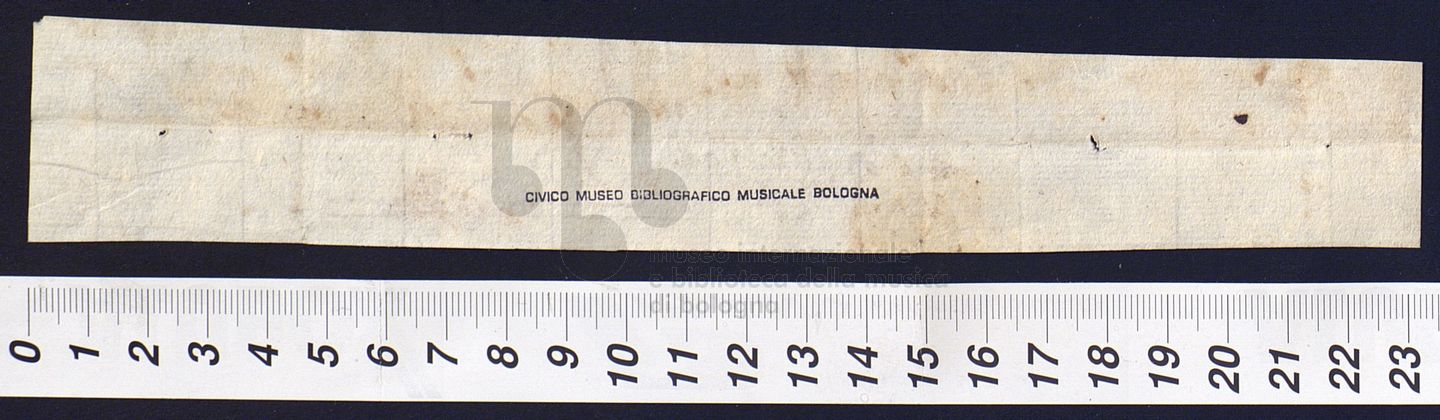 CIVICO MUSEO BIBLIOGRAFICO MUSICALE BOLOGNA
museo internazionale
e biblioteca della musica
di bologna
0 1 2 3 4 5 6 7 8 9 10 11 12 13 14 15 16 17 18 19 20 21 22 23